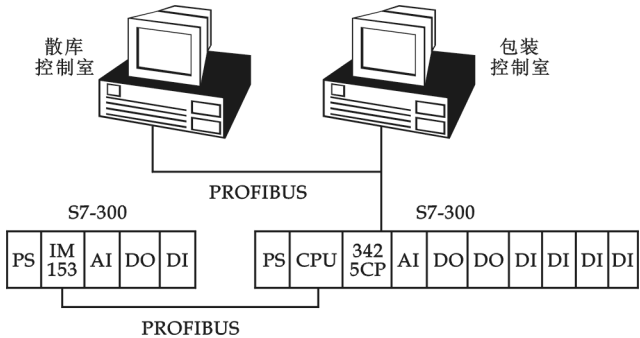 散库
控制室
包装
控制室
PROFIBUS
S7-300
S7-300
PS IM 153 AI DO DI
PS CPU 342 5CP AI DO DO DI DI DI DI
PROFIBUS